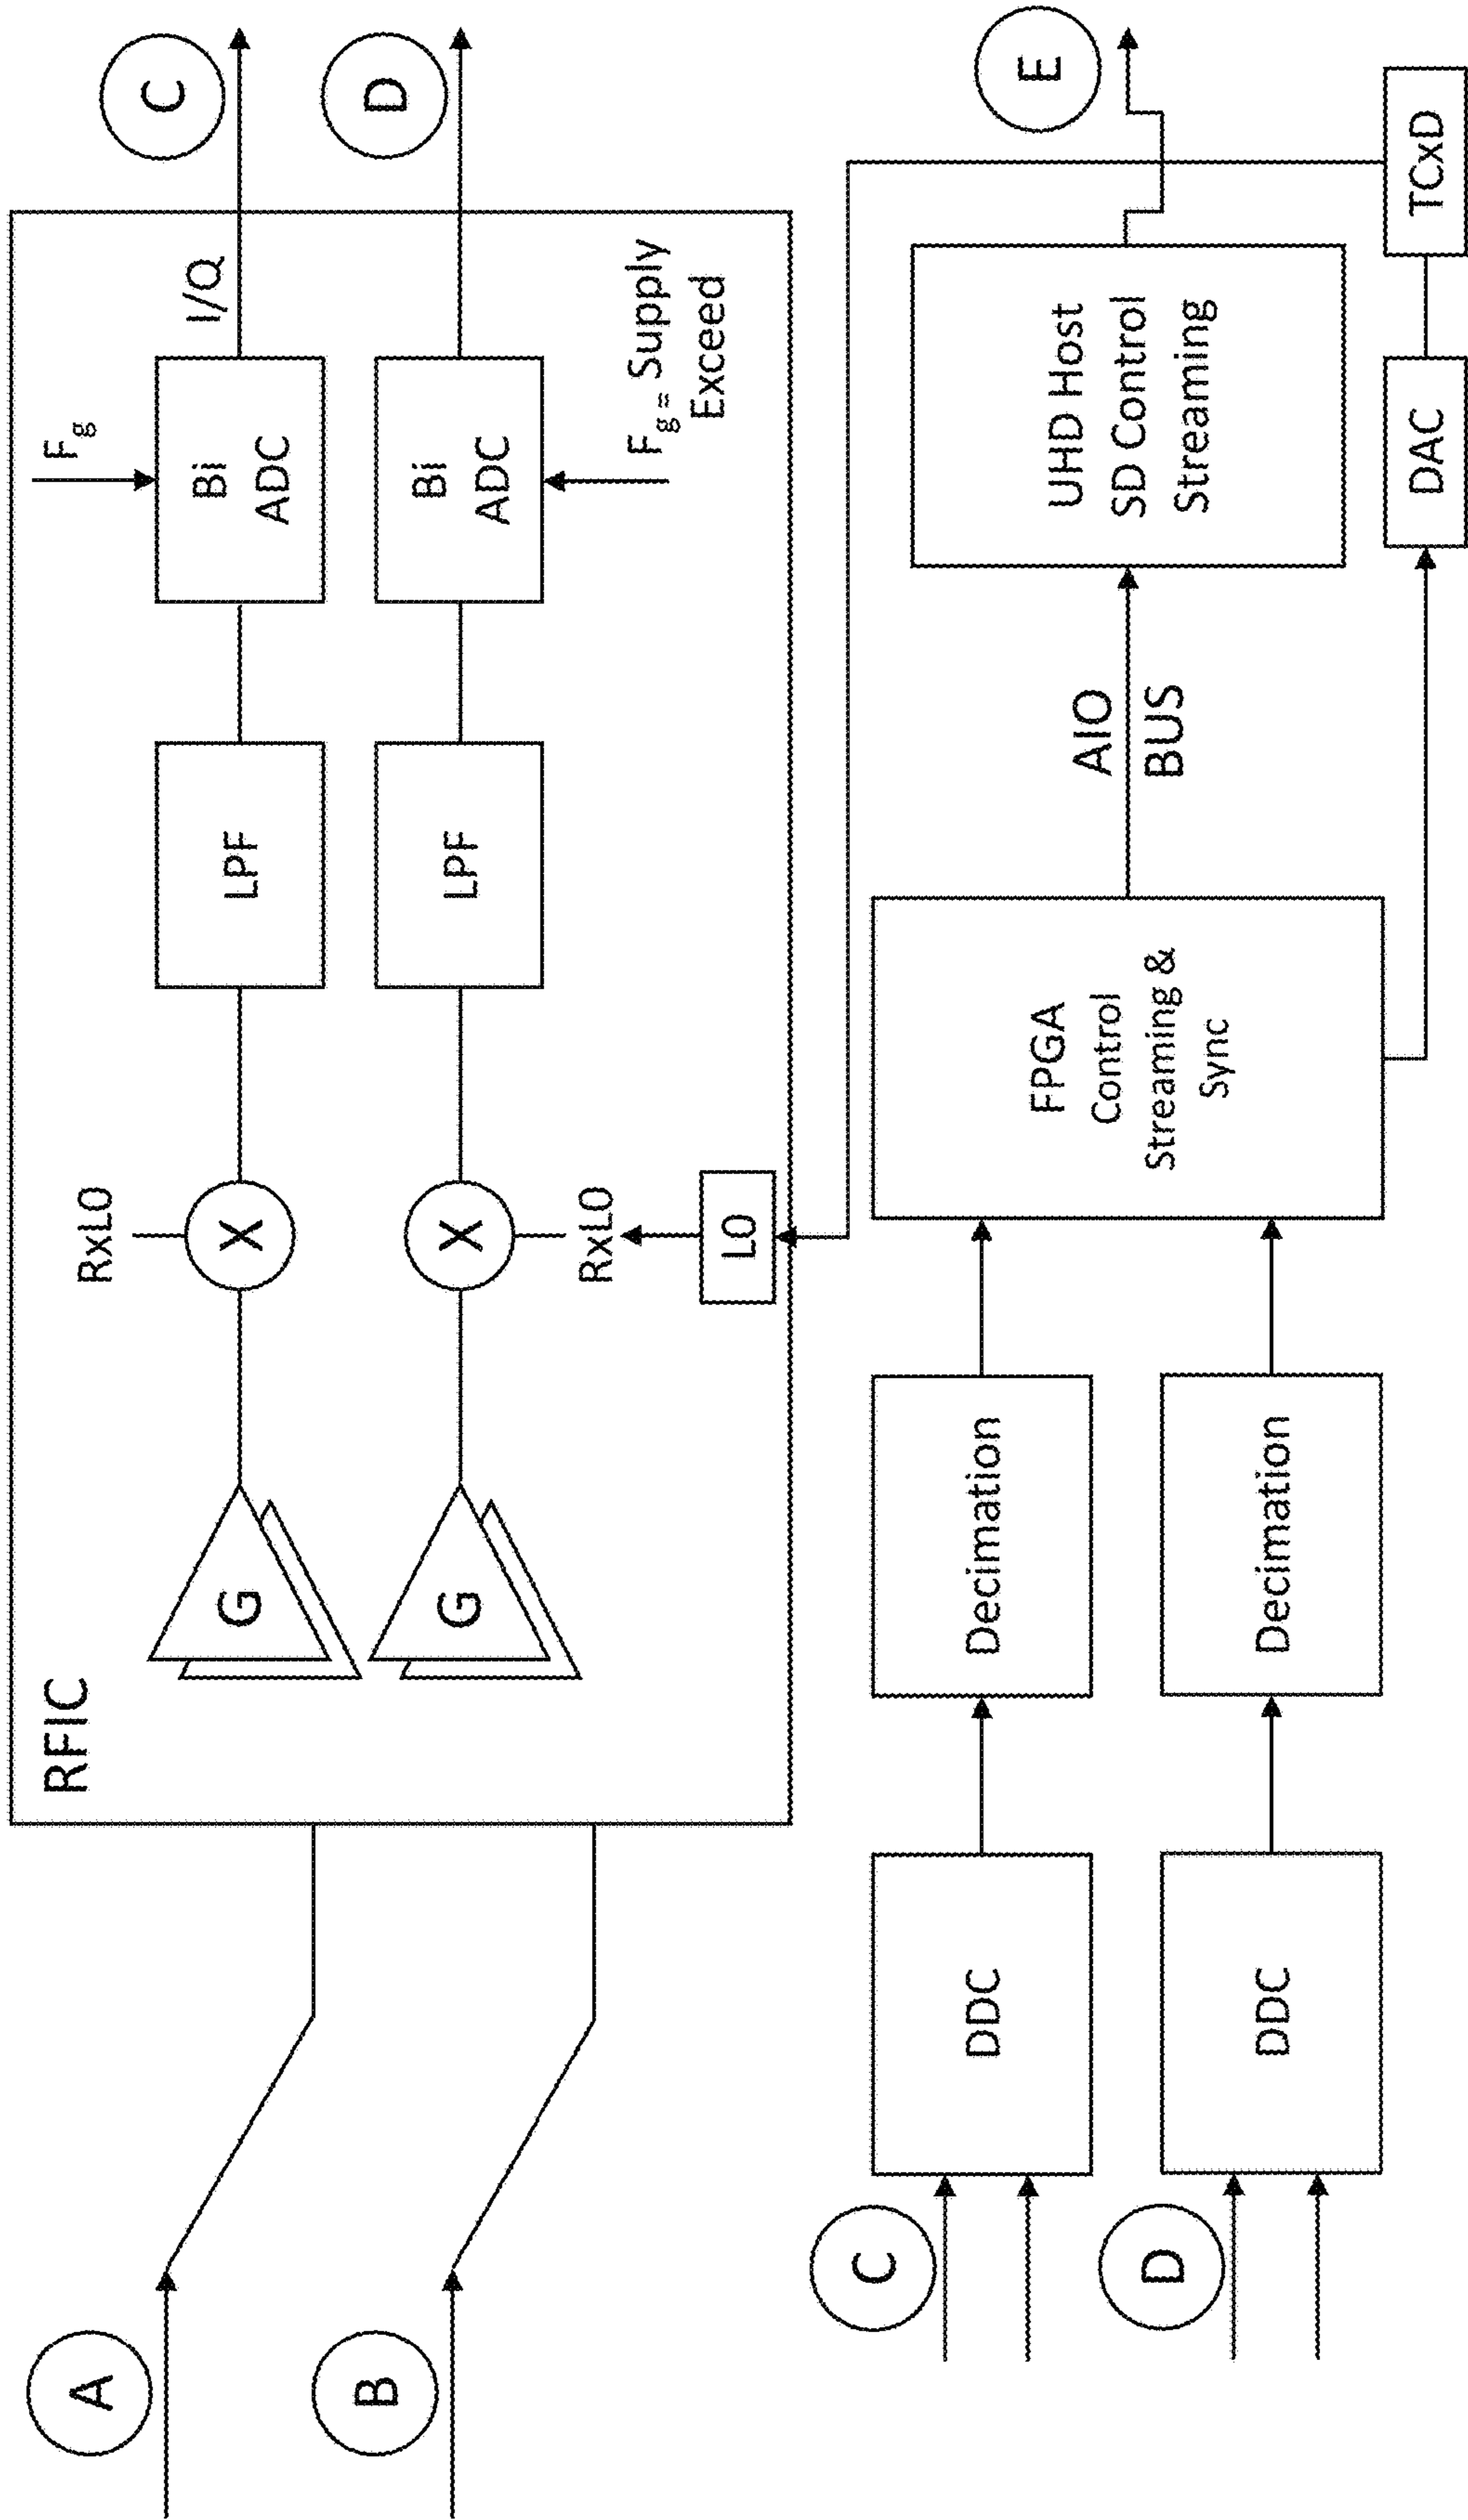 A
B
RFIC
G
G
RxLO
X
X
RxLO
LO
LPF
LPF
Fg
Bi
ADC
Bi
ADC
Fg = Supply
Exceed
I/Q
C
D
C
D
DDC
DDC
Decimation
Decimation
FPGA
Control
Streaming &
Sync
AIO
BUS
UHD Host
SD Control
Streaming
DAC
TCxD
E